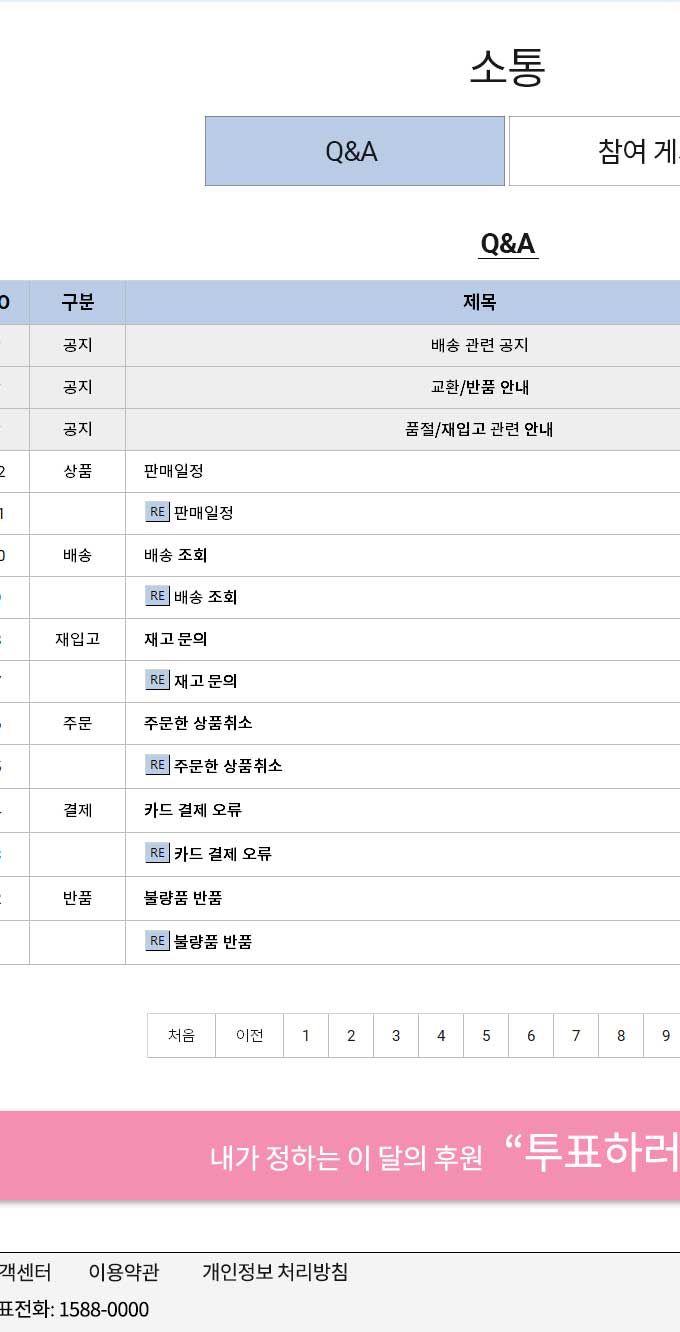 소통
Q&A 참여
Q&A
O 구분 제목
공지 배송 관련 공지
공지 교환/반품 안내
공지 품절/재입고 관련 안내
2 상품 판매일정
1 RE 판매일정
0 배송 배송 조회
RE 배송 조회
재입고 재고 문의
RE 재고 문의
주문 주문한 상품취소
RE 주문한 상품취소
결제 카드 결제 오류
RE 카드 결제 오류
반품 불량품 반품
RE 불량품 반품
처음 이전 1 2 3 4 5 6 7 8 9
내가 정하는 이 달의 후원 “투표하러
객센터 이용약관 개인정보 처리방침
표전화: 1588-0000